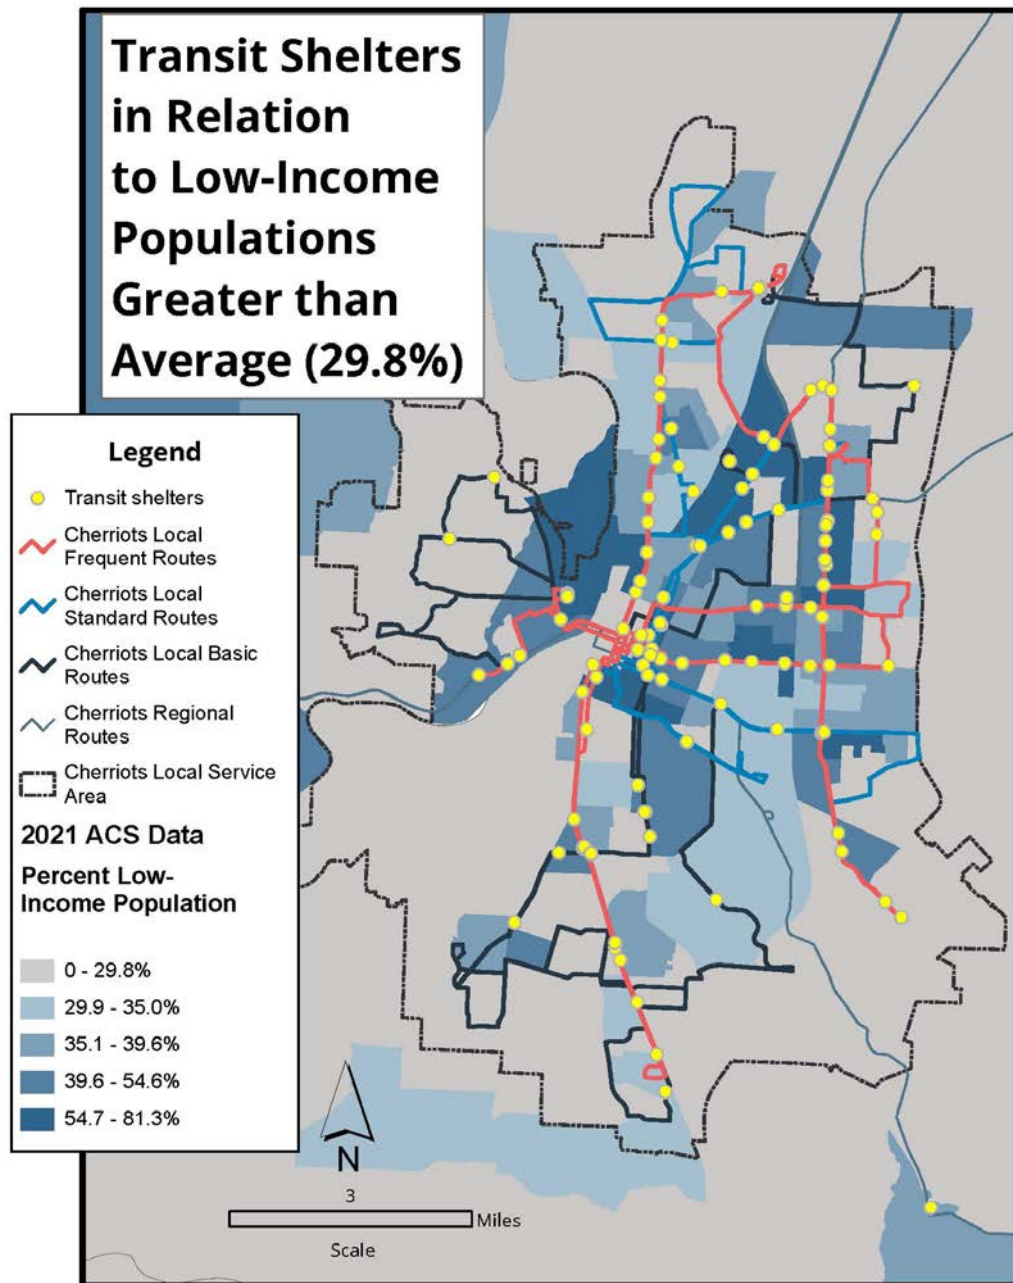 Transit Shelters
in Relation
to Low-Income
Populations
Greater than
Average (29.8%)
Legend
Transit shelters
Cherriots Local
Frequent Routes
Cherriots Local
Standard Routes
Cherriots Local Basic
Routes
Cherriots Regional
Routes
Cherriots Local Service
Area
2021 ACS Data
Percent Low-
Income Population
0 - 29.8%
29.9 - 35.0%
35.1 - 39.6%
39.6 - 54.6%
54.7 - 81.3%
N
3
Miles
Scale